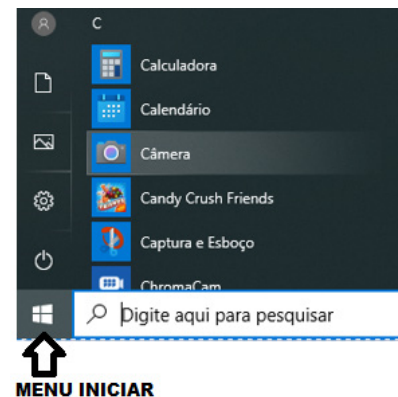 C
Calculadora
Calendário
Câmera
Candy Crush Friends
Captura e Esboço
ChromaCam
Digite aqui para pesquisar
MENU INICIAR